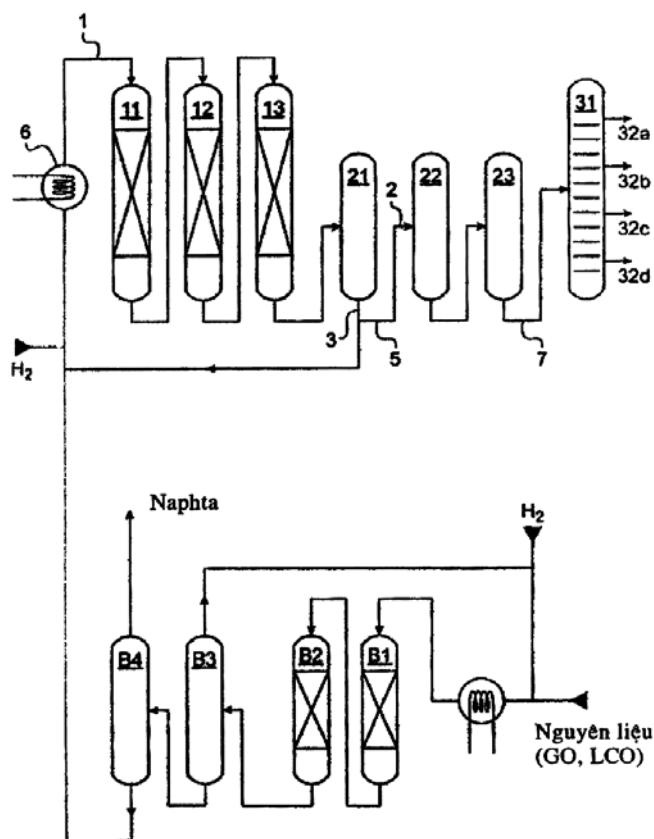 1
11
12
13
31
6
32a
21
22
23
2
32b
32c
32d
3
5
7
H2
Naphta
H2
B4
B3
B2
B1
Nguyên liệu
(GO, LCO)